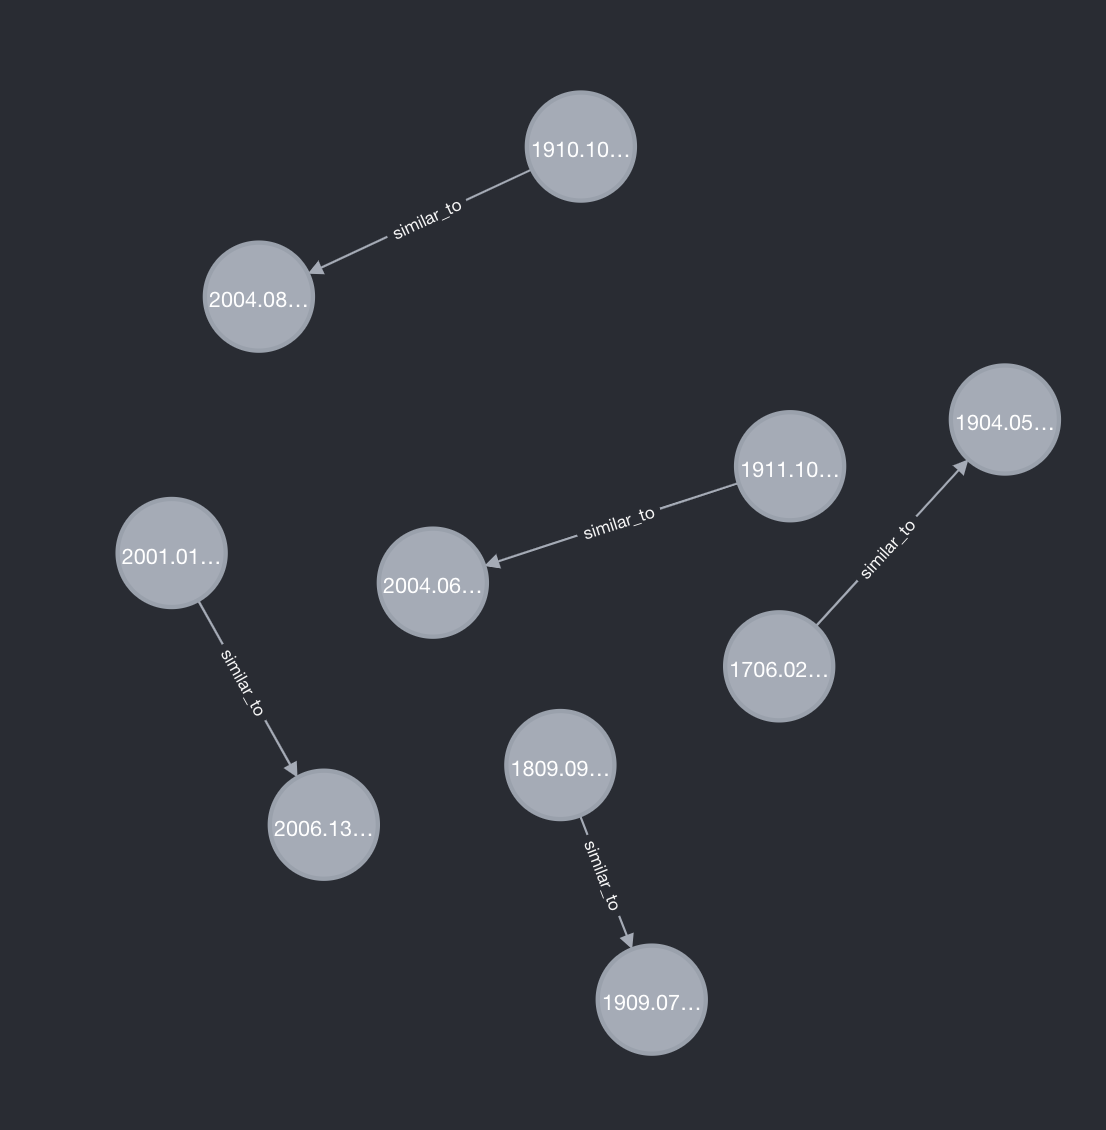 1910.10…
similar_to
2004.08…
1904.05…
1911.10…
similar_to
2004.06…
similar_to
1706.02…
2001.01…
similar_to
2006.13…
1809.09…
similar_to
1909.07…